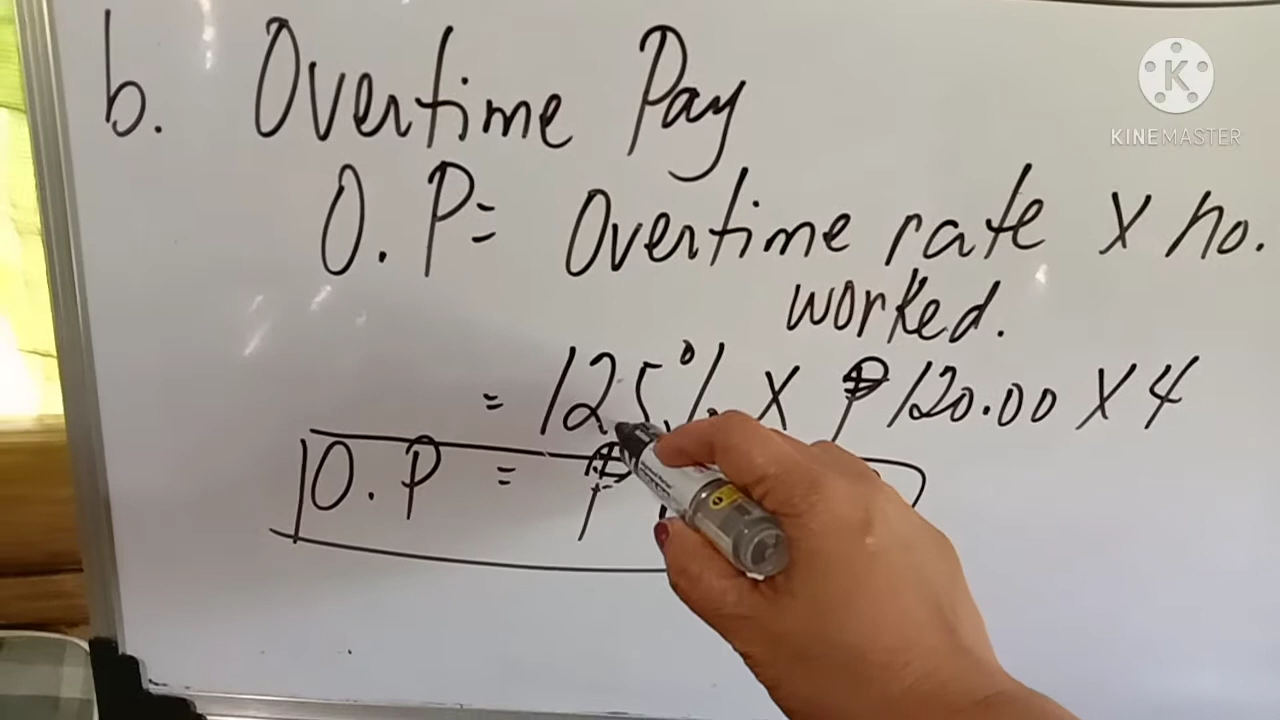 b. Overtime Pay
K
KINEMASTER
O.P = Overtime rate x no.
worked.
= 125% x ₱120.00 x 4
O.P = ₱